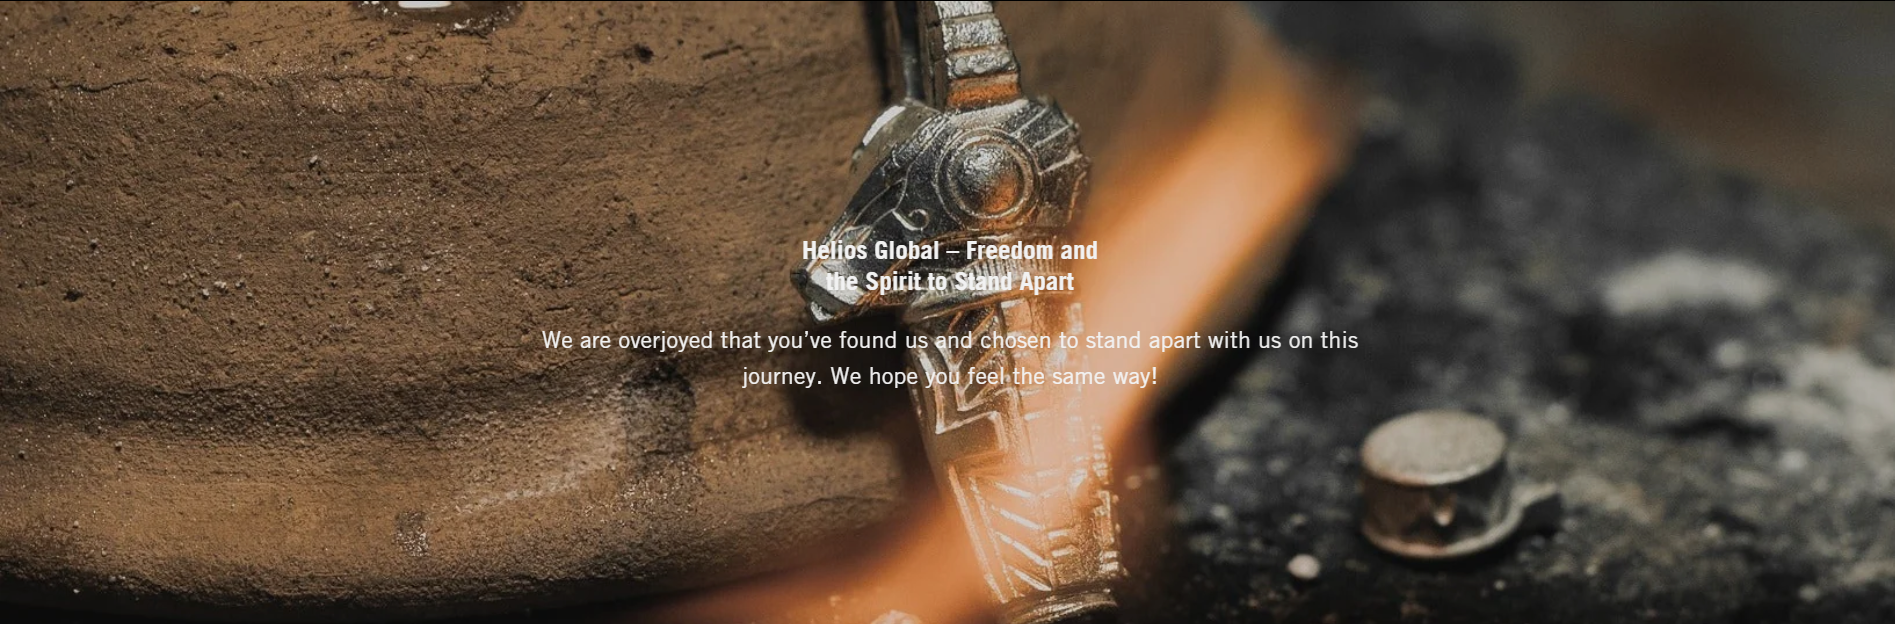 Helios Global – Freedom and
the Spirit to Stand Apart
We are overjoyed that you’ve found us and chosen to stand apart with us on this
journey. We hope you feel the same way!